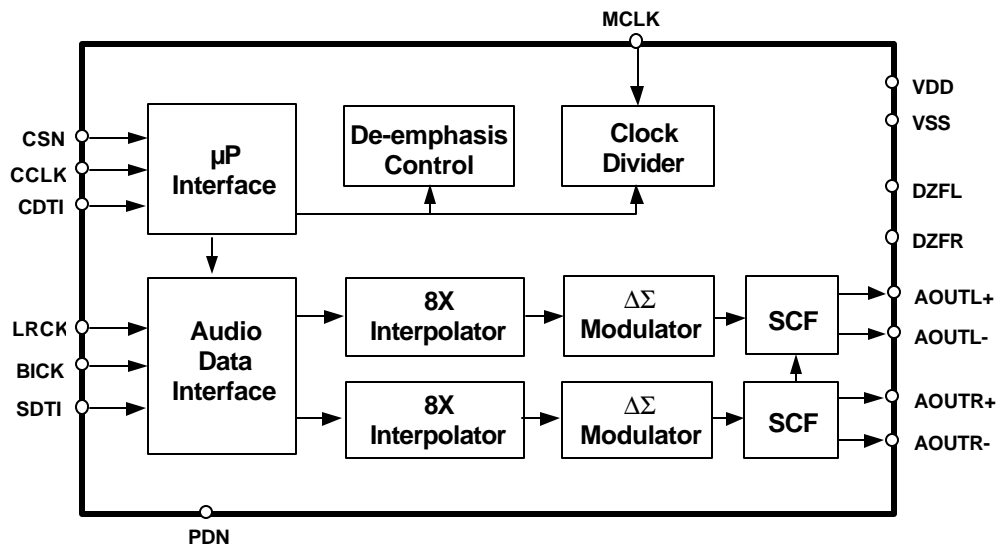 MCLK
VDD
VSS
DZFL
DZFR
CSN
CCLK
CDTI
µP
Interface
De-emphasis
Control
Clock
Divider
LRCK
BICK
SDTI
Audio
Data
Interface
8X
Interpolator
ΔΣ
Modulator
SCF
AOUTL+
AOUTL-
8X
Interpolator
ΔΣ
Modulator
SCF
AOUTR+
AOUTR-
PDN